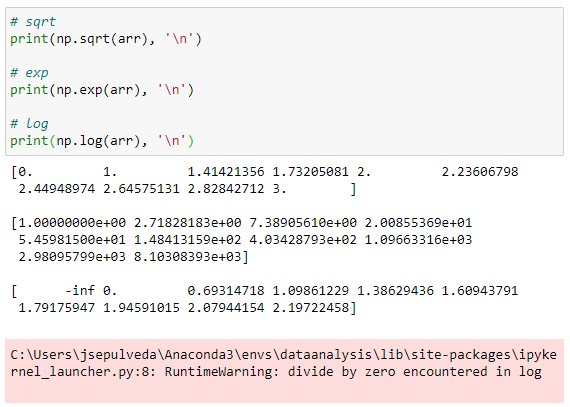 # sqrt
print(np.sqrt(arr), '\n')
# exp
print(np.exp(arr), '\n')
# log
print(np.log(arr), '\n')
[0.         1.         1.41421356 1.73205081 2.         2.23606798
 2.44948974 2.64575131 2.82842712 3.        ]
[1.00000000e+00 2.71828183e+00 7.38905610e+00 2.00855369e+01
 5.45981500e+01 1.48413159e+02 4.03428793e+02 1.09663316e+03
 2.98095799e+03 8.10308393e+03]
[      -inf 0.         0.69314718 1.09861229 1.38629436 1.60943791
 1.79175947 1.94591015 2.07944154 2.19722458]
C:\Users\jsepulveda\Anaconda3\envs\dataanalysis\lib\site-packages\ipyke
rnel_launcher.py:8: RuntimeWarning: divide by zero encountered in log